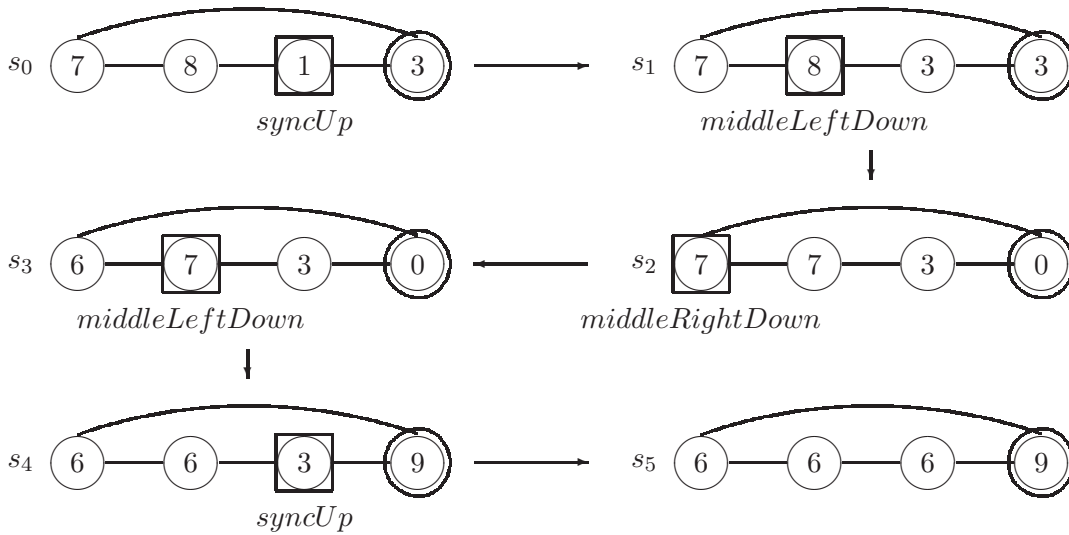 s0 7 8 1 3 s1 7 8 3 3
syncUp middleLeftDown
s3 6 7 3 0 s2 7 7 3 0
middleLeftDown middleRightDown
s4 6 6 3 9 s5 6 6 6 9
syncUp